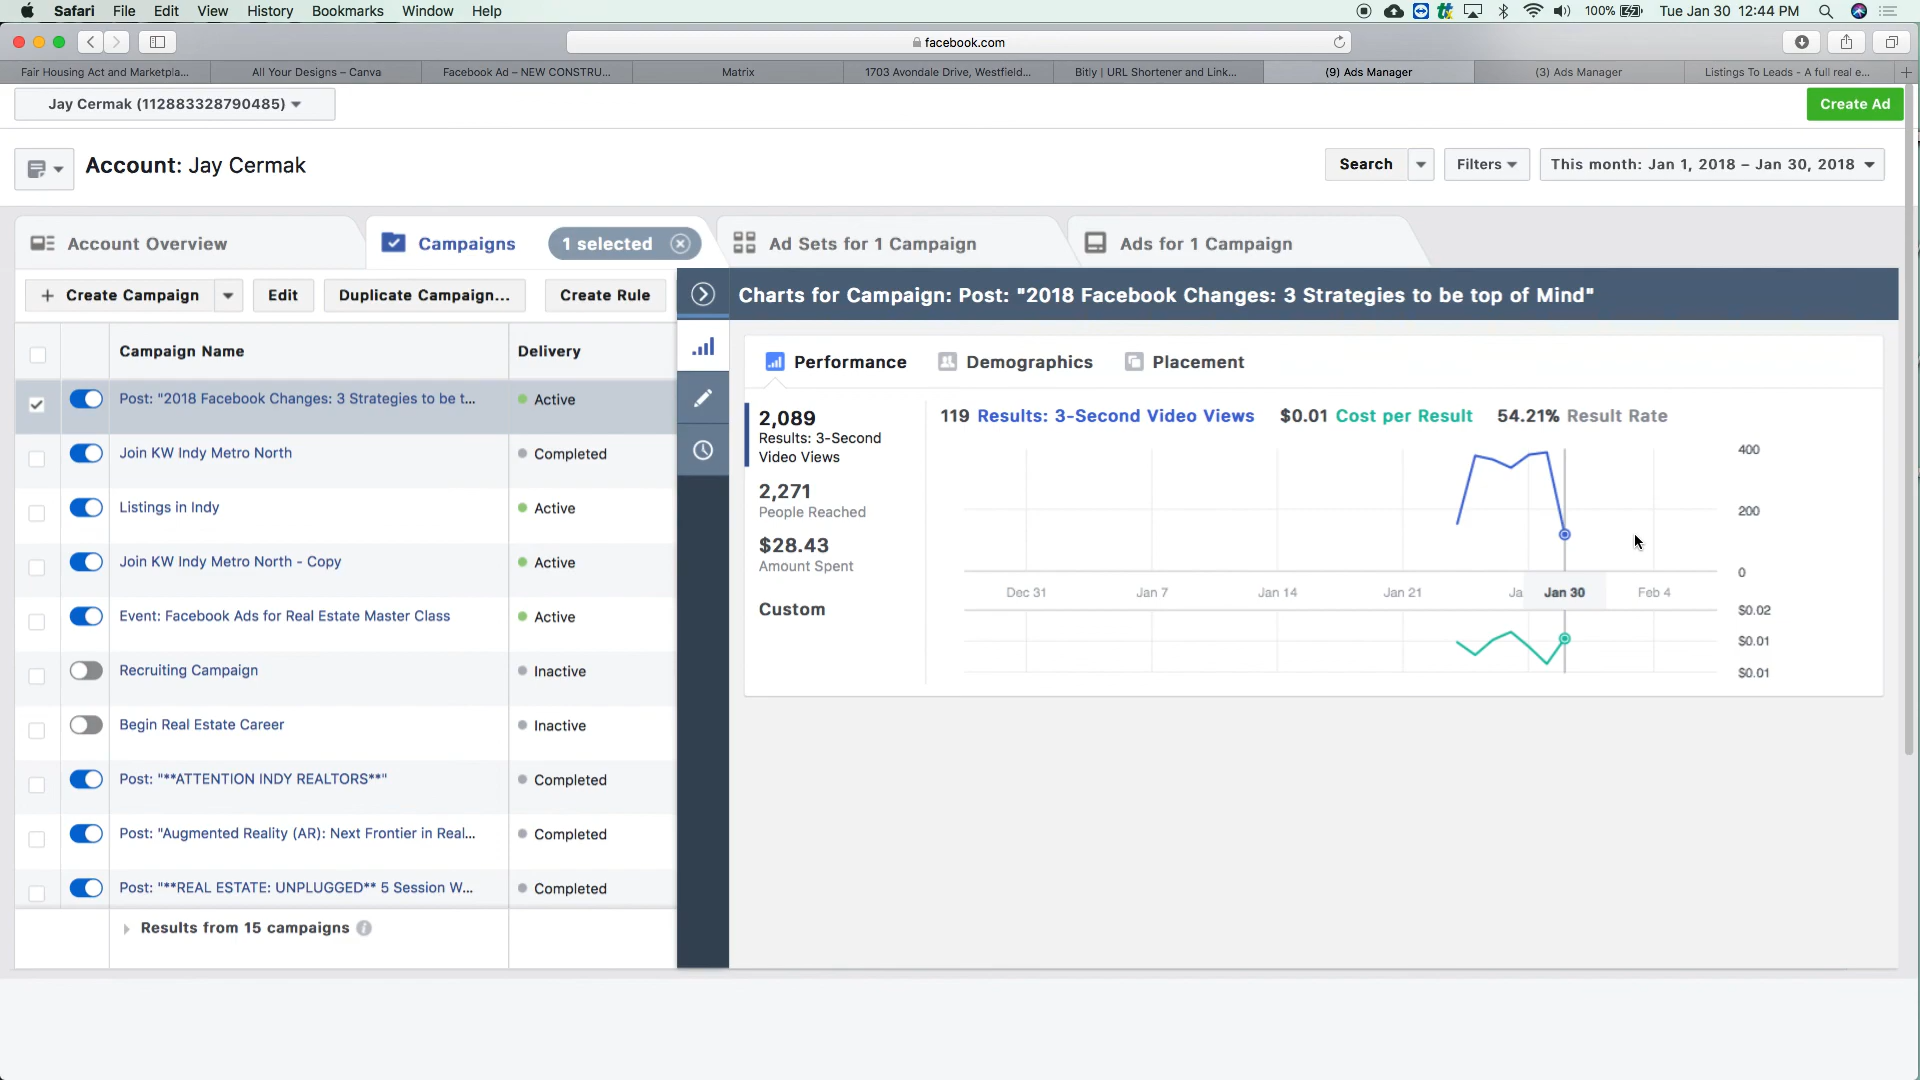 Safari File Edit View History Bookmarks Window Help 100% Tue Jan 30 12:44 PM
facebook.com
Fair Housing Act and Marketpla... All Your Designs – Canva Facebook Ad – NEW CONSTRU... Matrix 1703 Avondale Drive, Westfield... Bitly | URL Shortener and Link... (9) Ads Manager (3) Ads Manager Listings To Leads - A full real e...
Jay Cermak (112883328790485) Create Ad
Account: Jay Cermak Search Filters This month: Jan 1, 2018 – Jan 30, 2018
Account Overview Campaigns 1 selected Ad Sets for 1 Campaign Ads for 1 Campaign
+ Create Campaign Edit Duplicate Campaign... Create Rule
Charts for Campaign: Post: "2018 Facebook Changes: 3 Strategies to be top of Mind"
Campaign Name Delivery
Post: "2018 Facebook Changes: 3 Strategies to be t... Active
Join KW Indy Metro North Completed
Listings in Indy Active
Join KW Indy Metro North - Copy Active
Event: Facebook Ads for Real Estate Master Class Active
Recruiting Campaign Inactive
Begin Real Estate Career Inactive
Post: "**ATTENTION INDY REALTORS**" Completed
Post: "Augmented Reality (AR): Next Frontier in Real... Completed
Post: "**REAL ESTATE: UNPLUGGED** 5 Session W... Completed
Results from 15 campaigns
Performance Demographics Placement
2,089
Results: 3-Second
Video Views
2,271
People Reached
$28.43
Amount Spent
Custom
119 Results: 3-Second Video Views $0.01 Cost per Result 54.21% Result Rate
400
200
0
Dec 31 Jan 7 Jan 14 Jan 21 Ja Jan 30 Feb 4
$0.02
$0.01
$0.01